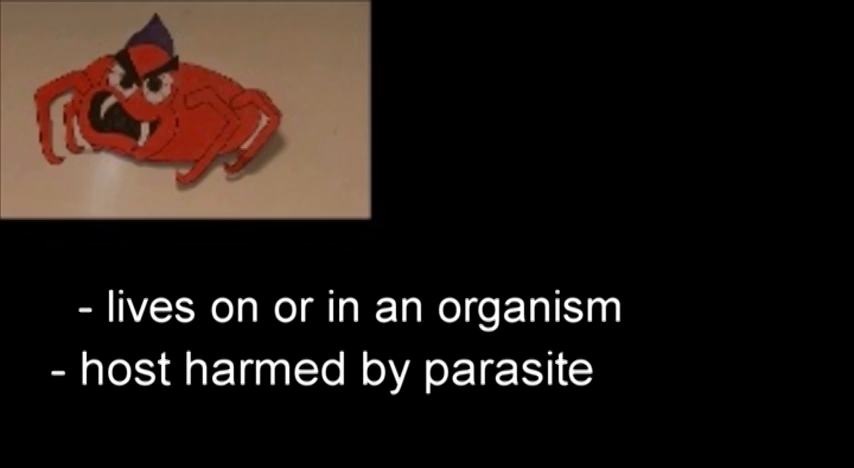 - lives on or in an organism
- host harmed by parasite